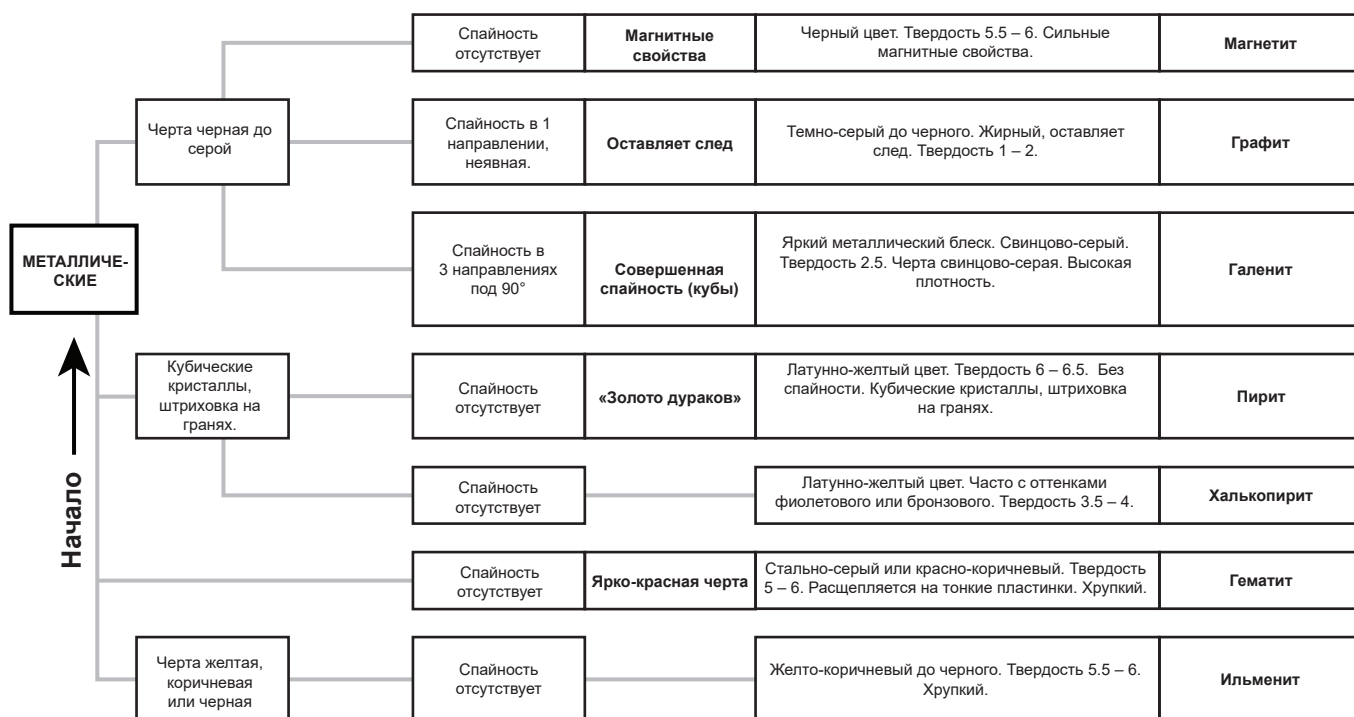 Спайность
отсутствует
Магнитные
свойства
Черный цвет. Твердость 5.5 – 6. Сильные
магнитные свойства.
Магнетит
Черта черная до
серой
Спайность в 1
направлении,
неявная.
Оставляет след
Темно-серый до черного. Жирный, оставляет
след. Твердость 1 – 2.
Графит
МЕТАЛЛИЧЕ-
СКИЕ
Спайность в
3 направлениях
под 90°
Совершенная
спайность (кубы)
Яркий металлический блеск. Свинцово-серый.
Твердость 2.5. Черта свинцово-серая. Высокая
плотность.
Галенит
Начало
Кубические
кристаллы,
штриховка на
гранях.
Спайность
отсутствует
«Золото дураков»
Латунно-желтый цвет. Твердость 6 – 6.5. Без
спайности. Кубические кристаллы, штриховка
на гранях.
Пирит
Спайность
отсутствует
Латунно-желтый цвет. Часто с оттенками
фиолетового или бронзового. Твердость 3.5 – 4.
Халькопирит
Спайность
отсутствует
Ярко-красная черта
Стально-серый или красно-коричневый. Твердость
5 – 6. Расщепляется на тонкие пластинки. Хрупкий.
Гематит
Черта желтая,
коричневая
или черная
Спайность
отсутствует
Желто-коричневый до черного. Твердость 5.5 – 6.
Хрупкий.
Ильменит